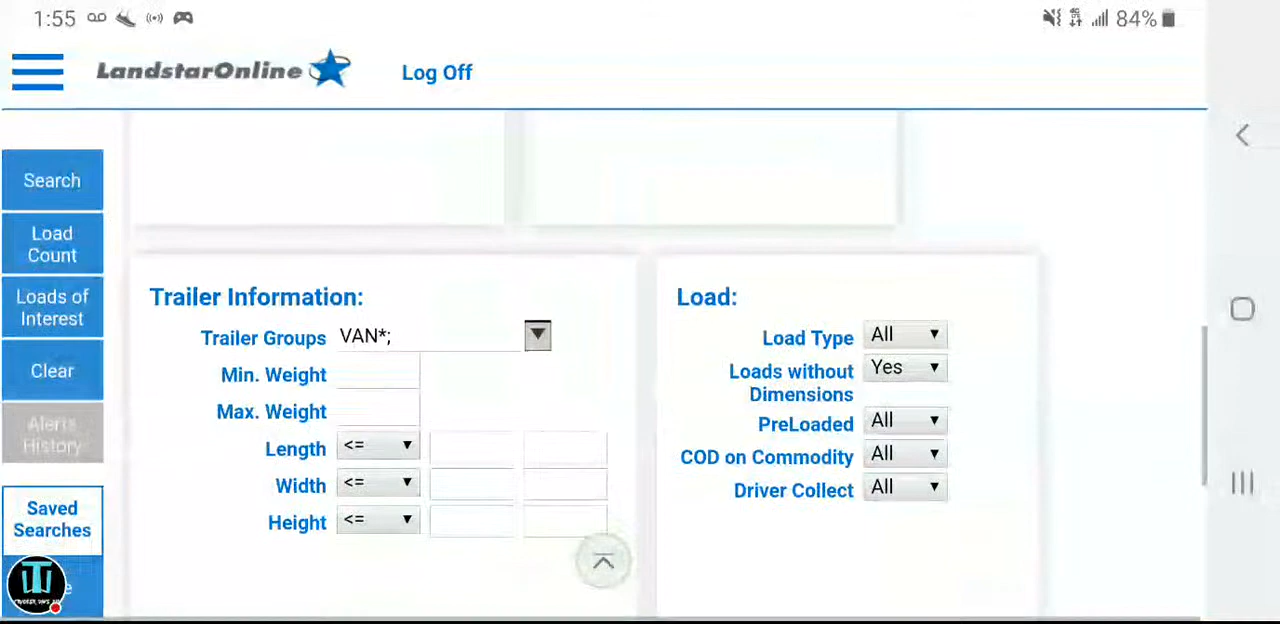 1:55
84%
LandstarOnline
Log Off
Search
Load
Count
Loads of
Interest
Clear
Alerts
History
Saved
Searches
Trailer Information:
Trailer Groups VAN*;
Min. Weight
Max. Weight
Length <=
Width <=
Height <=
Load:
Load Type All
Loads without Yes
Dimensions
PreLoaded All
COD on Commodity All
Driver Collect All